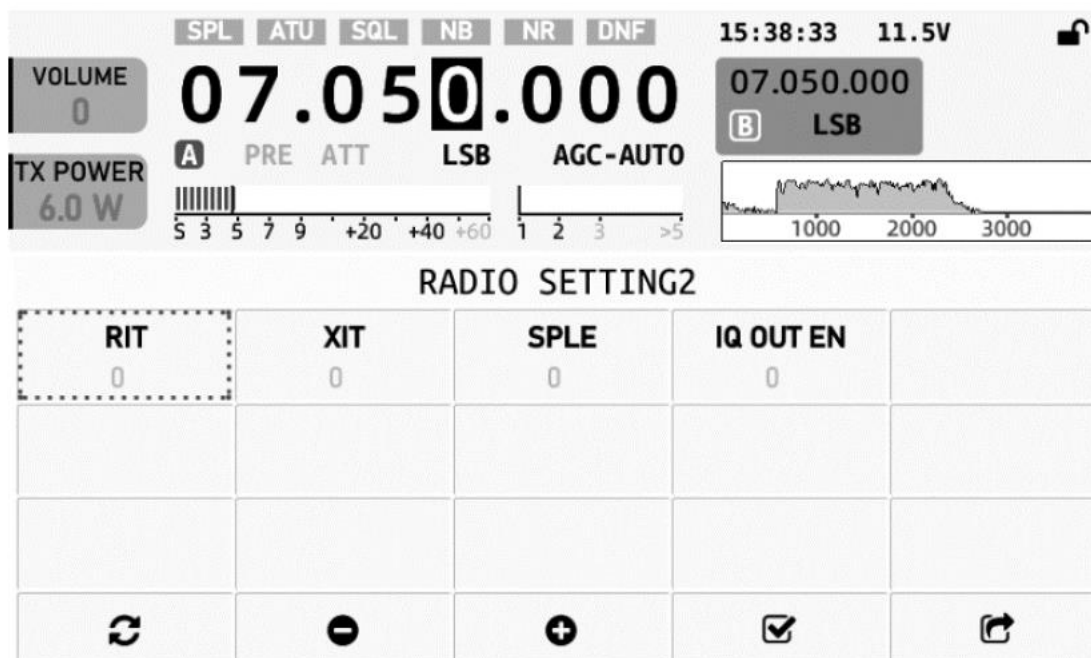 SPL ATU SQL NB NR DNF 15:38:33 11.5V
VOLUME
0
07.050.000
07.050.000
B LSB
A PRE ATT LSB AGC-AUTO
TX POWER
6.0 W
S 3 5 7 9 +20 +40 +60 1 2 3 >5
1000 2000 3000
RADIO SETTING2
RIT XIT SPLE IQ OUT EN
0 0 0 0